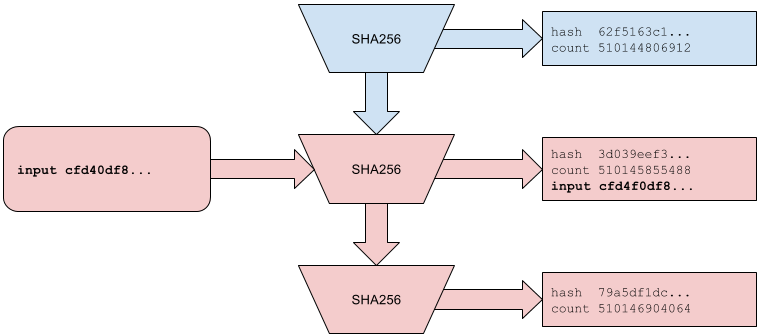 SHA256
hash  62f5163c1...
count 510144806912
input cfd40df8...
SHA256
hash  3d039eef3...
count 510145855488
input cfd4f0df8...
SHA256
hash  79a5df1dc...
count 510146904064